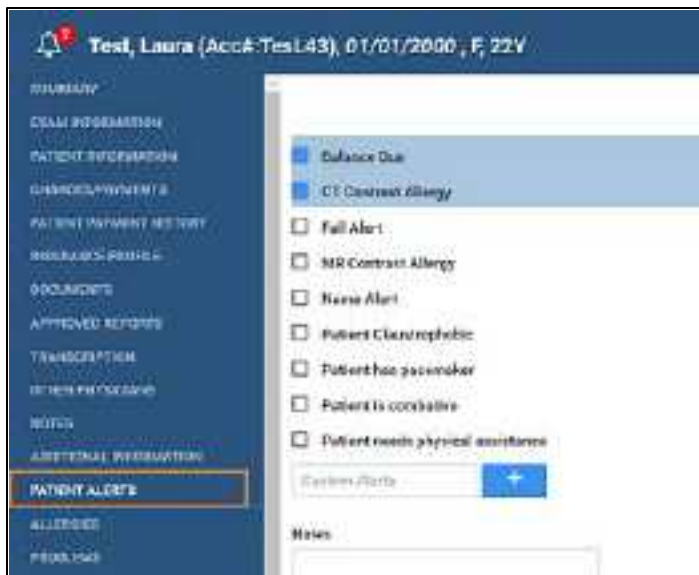 2
Test, Laura (Acc#:TesL43), 01/01/2000 , F, 22Y
SUMMARY
EXAM INFORMATION
PATIENT INFORMATION
CHARGES/PAYMENTS
PATIENT PAYMENT HISTORY
INSURANCE PROFILE
DOCUMENTS
APPROVED REPORTS
TRANSCRIPTION
OTHER PHYSICIANS
NOTES
ADDITIONAL INFORMATION
PATIENT ALERTS
ALLERGIES
PROBLEMS
Balance Due
CT Contrast Allergy
Fall Alert
MR Contrast Allergy
Name Alert
Patient Claustrophobic
Patient has pacemaker
Patient is combative
Patient needs physical assistance
Custom Alerts
+
Notes